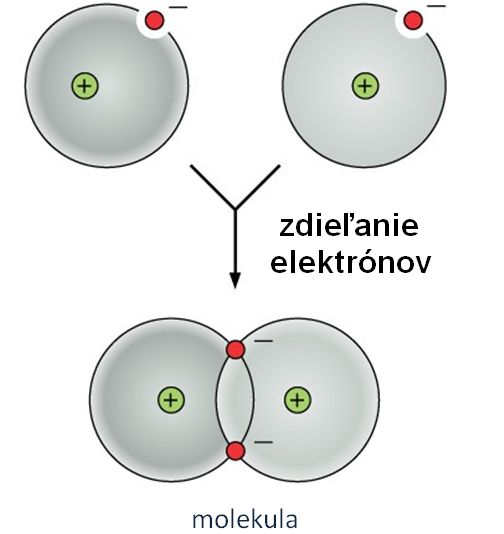 − −
+ +
zdieľanie
elektrónov
−
+ +
−
molekula